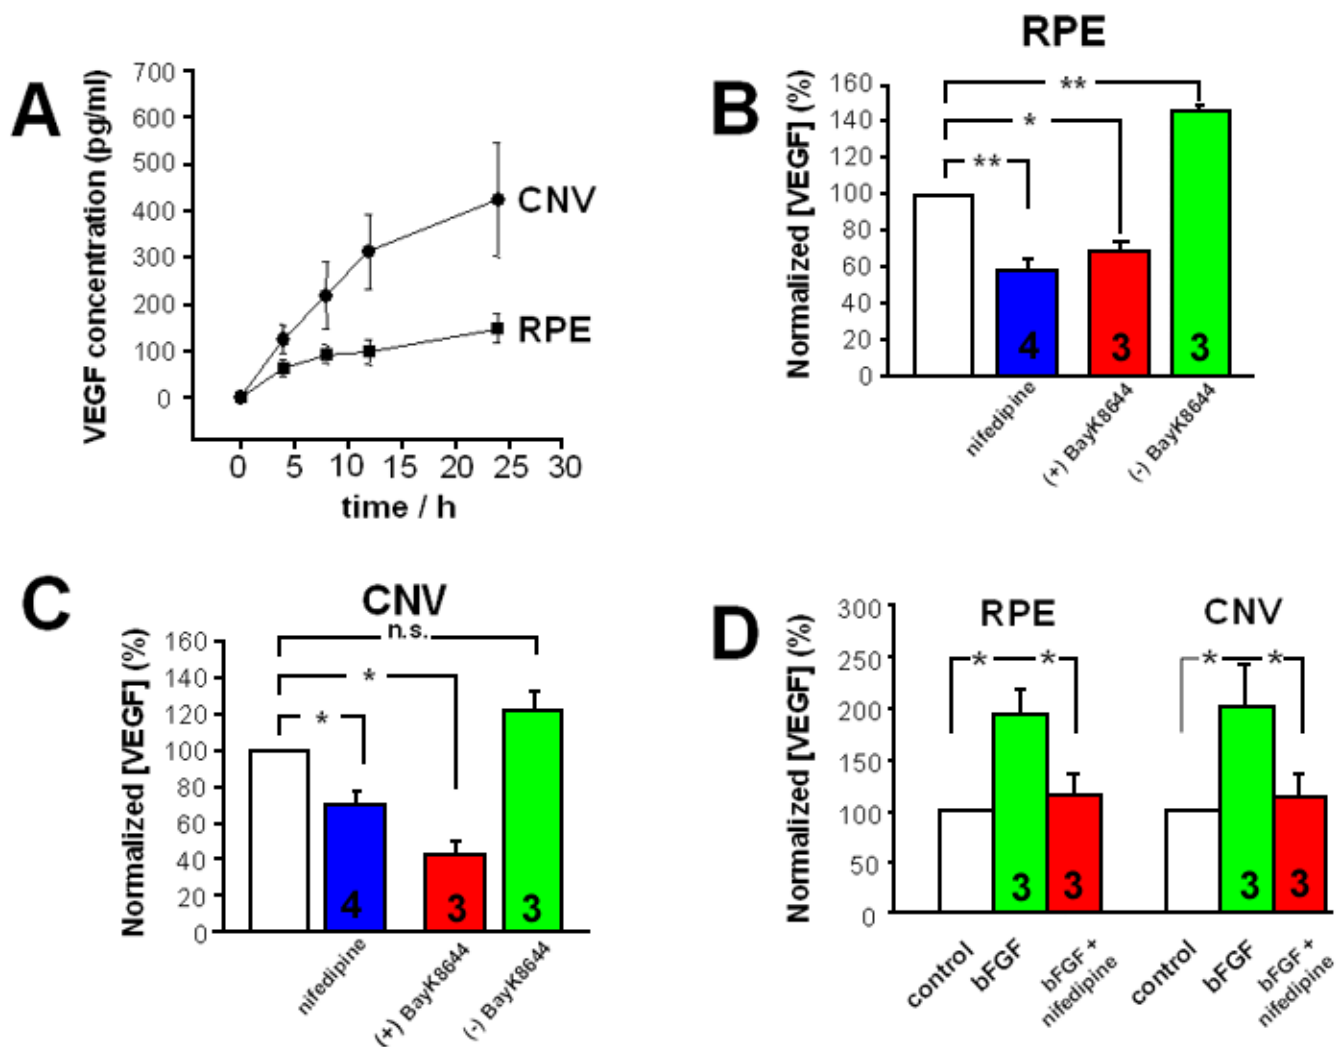 A
VEGF concentration (pg/ml)
700
600
500
400
300
200
100
0
CNV
RPE
0 5 10 15 20 25 30
time / h
B
RPE
Normalized [VEGF] (%)
160
140
120
100
80
60
40
20
0
**
*
**
4 3 3
nifedipine
(+) BayK8644
(-) BayK8644
C
CNV
Normalized [VEGF] (%)
160
140
120
100
80
60
40
20
0
n.s.
*
*
4 3 3
nifedipine
(+) BayK8644
(-) BayK8644
D
RPE CNV
Normalized [VEGF] (%)
300
250
200
150
100
50
0
* * * *
3 3 3 3
control
bFGF
bFGF +
nifedipine
control
bFGF
bFGF +
nifedipine